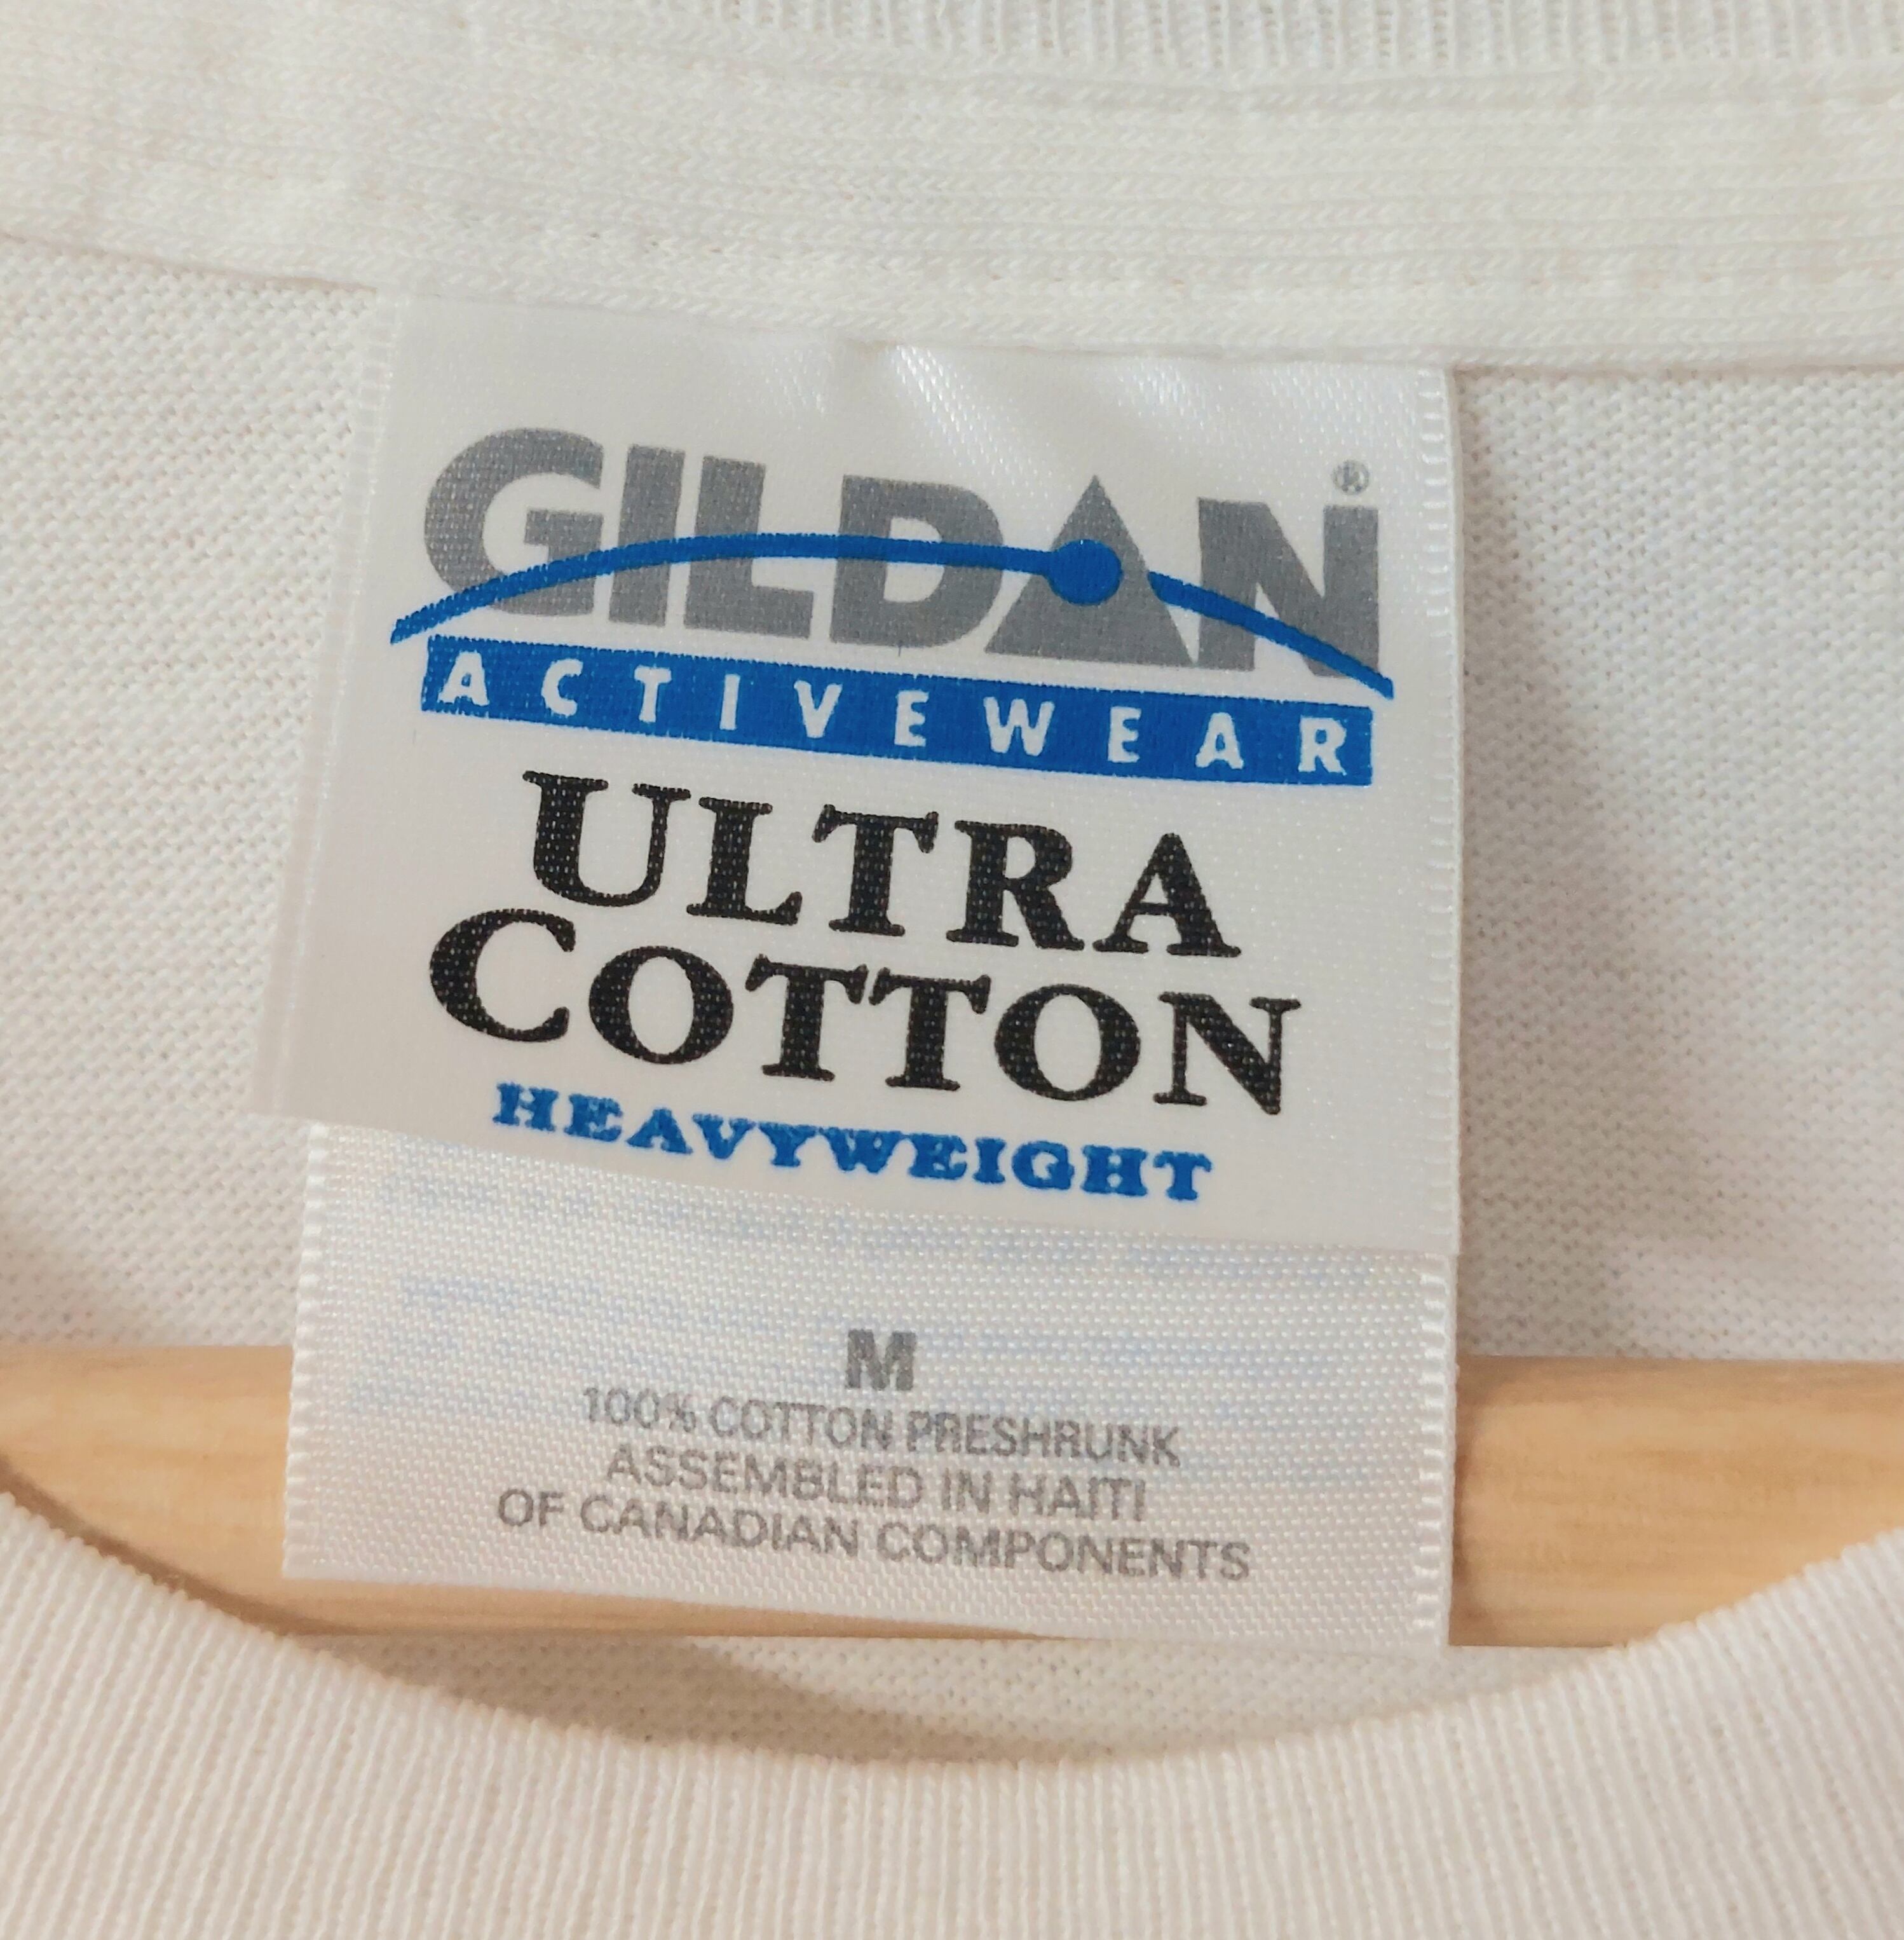 GILDAN®
ACTIVEWEAR
ULTRA
COTTON
HEAVYWEIGHT
M
100% COTTON PRESHRUNK
ASSEMBLED IN HAITI
OF CANADIAN COMPONENTS